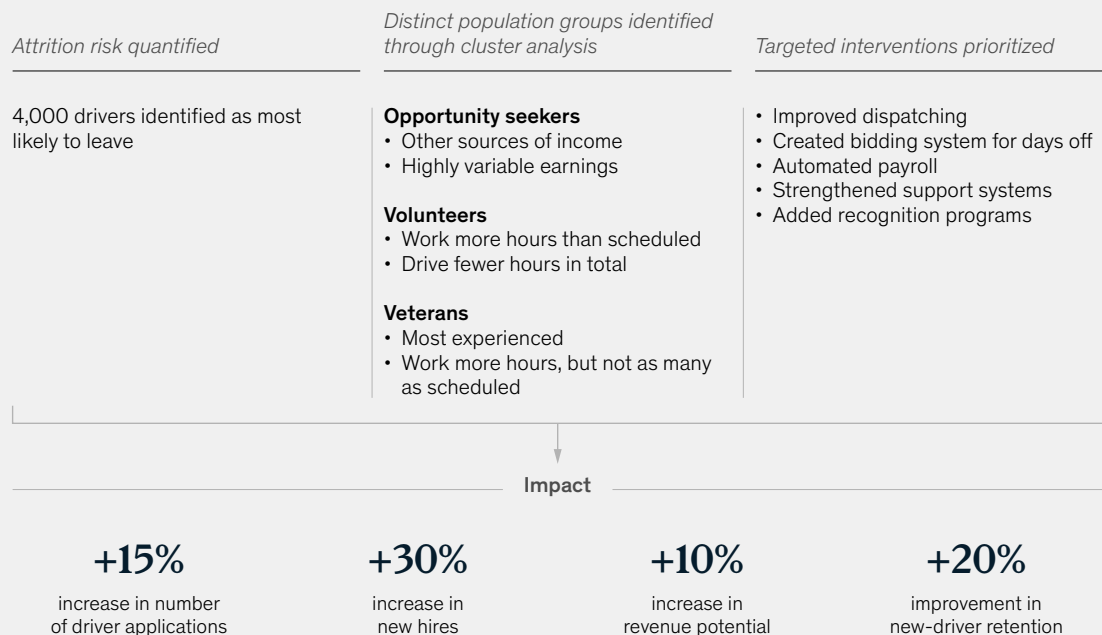 Attrition risk quantified
Distinct population groups identified
through cluster analysis
Targeted interventions prioritized
4,000 drivers identified as most
likely to leave
Opportunity seekers
• Other sources of income
• Highly variable earnings
Volunteers
• Work more hours than scheduled
• Drive fewer hours in total
Veterans
• Most experienced
• Work more hours, but not as many
as scheduled
• Improved dispatching
• Created bidding system for days off
• Automated payroll
• Strengthened support systems
• Added recognition programs
Impact
+15%
increase in number
of driver applications
+30%
increase in
new hires
+10%
increase in
revenue potential
+20%
improvement in
new-driver retention